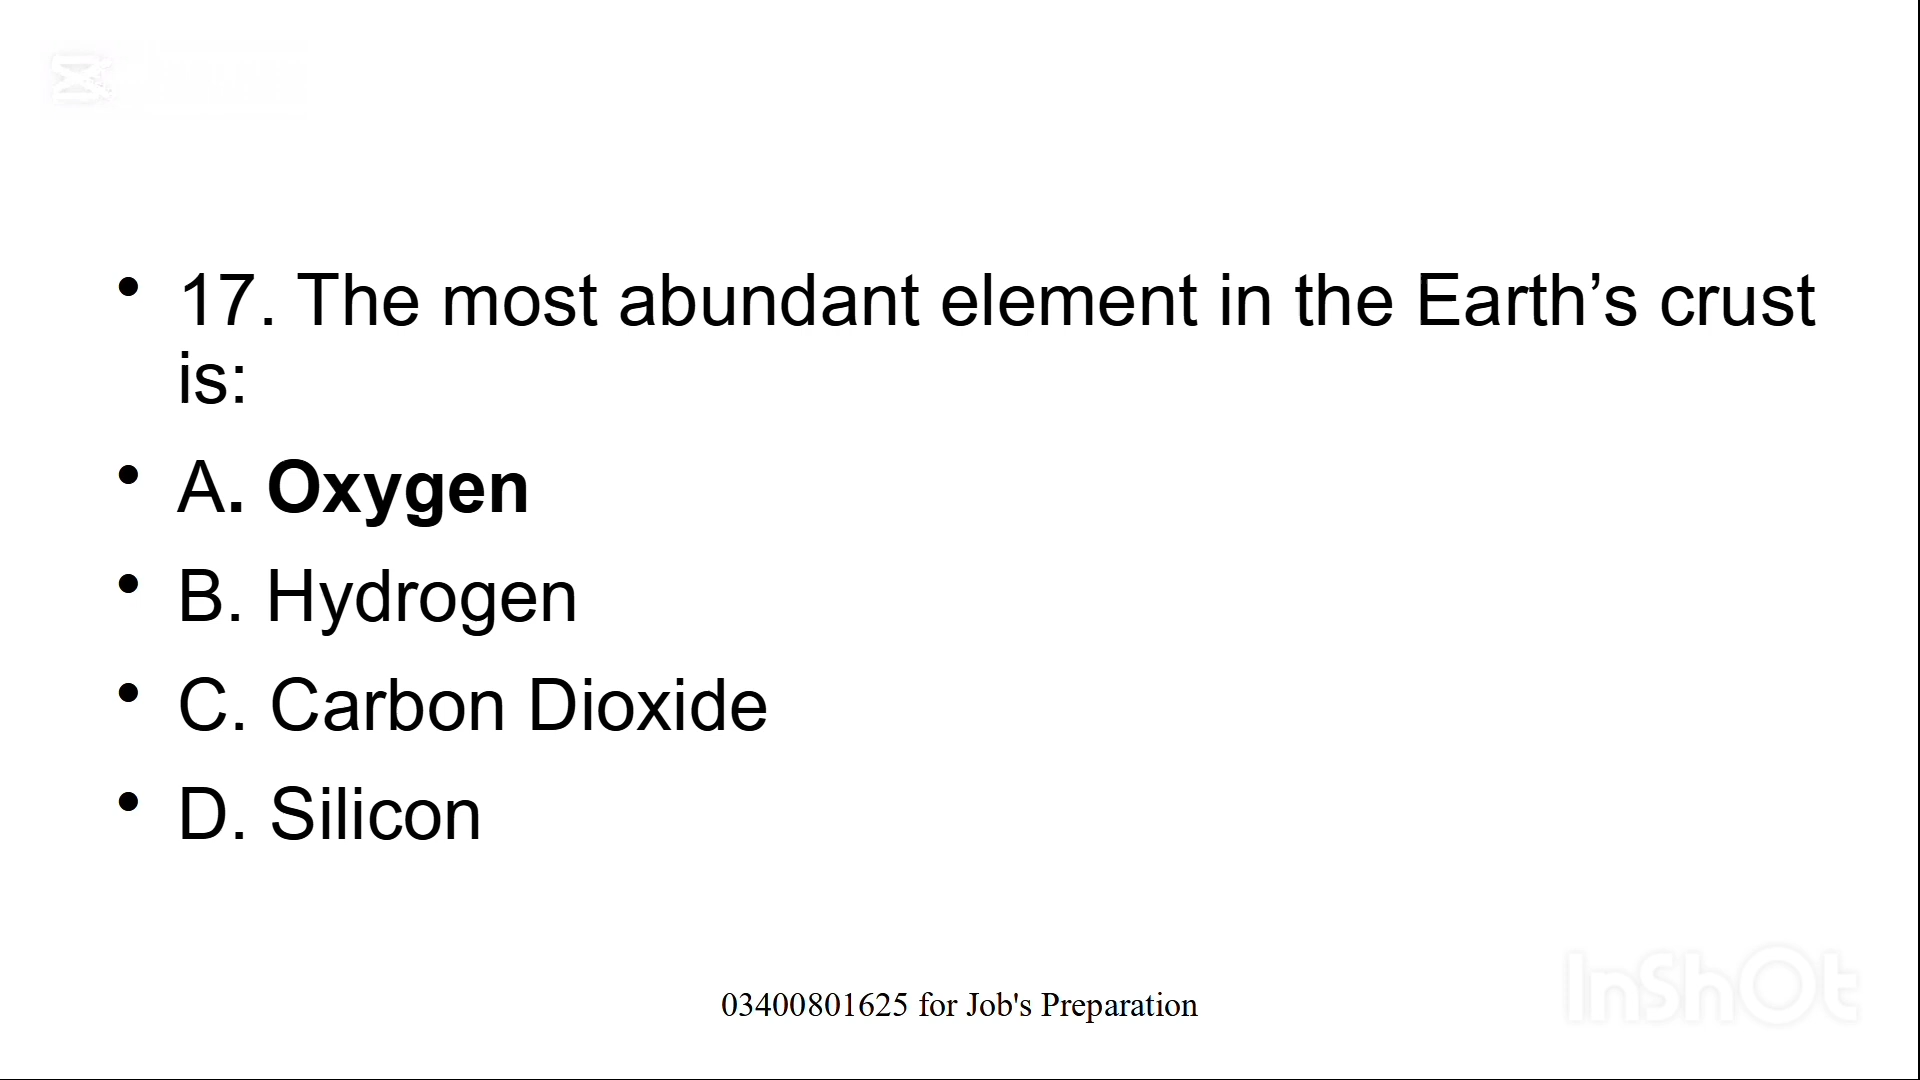 • 17. The most abundant element in the Earth’s crust
is:
• A. Oxygen
• B. Hydrogen
• C. Carbon Dioxide
• D. Silicon
03400801625 for Job's Preparation
InShOt